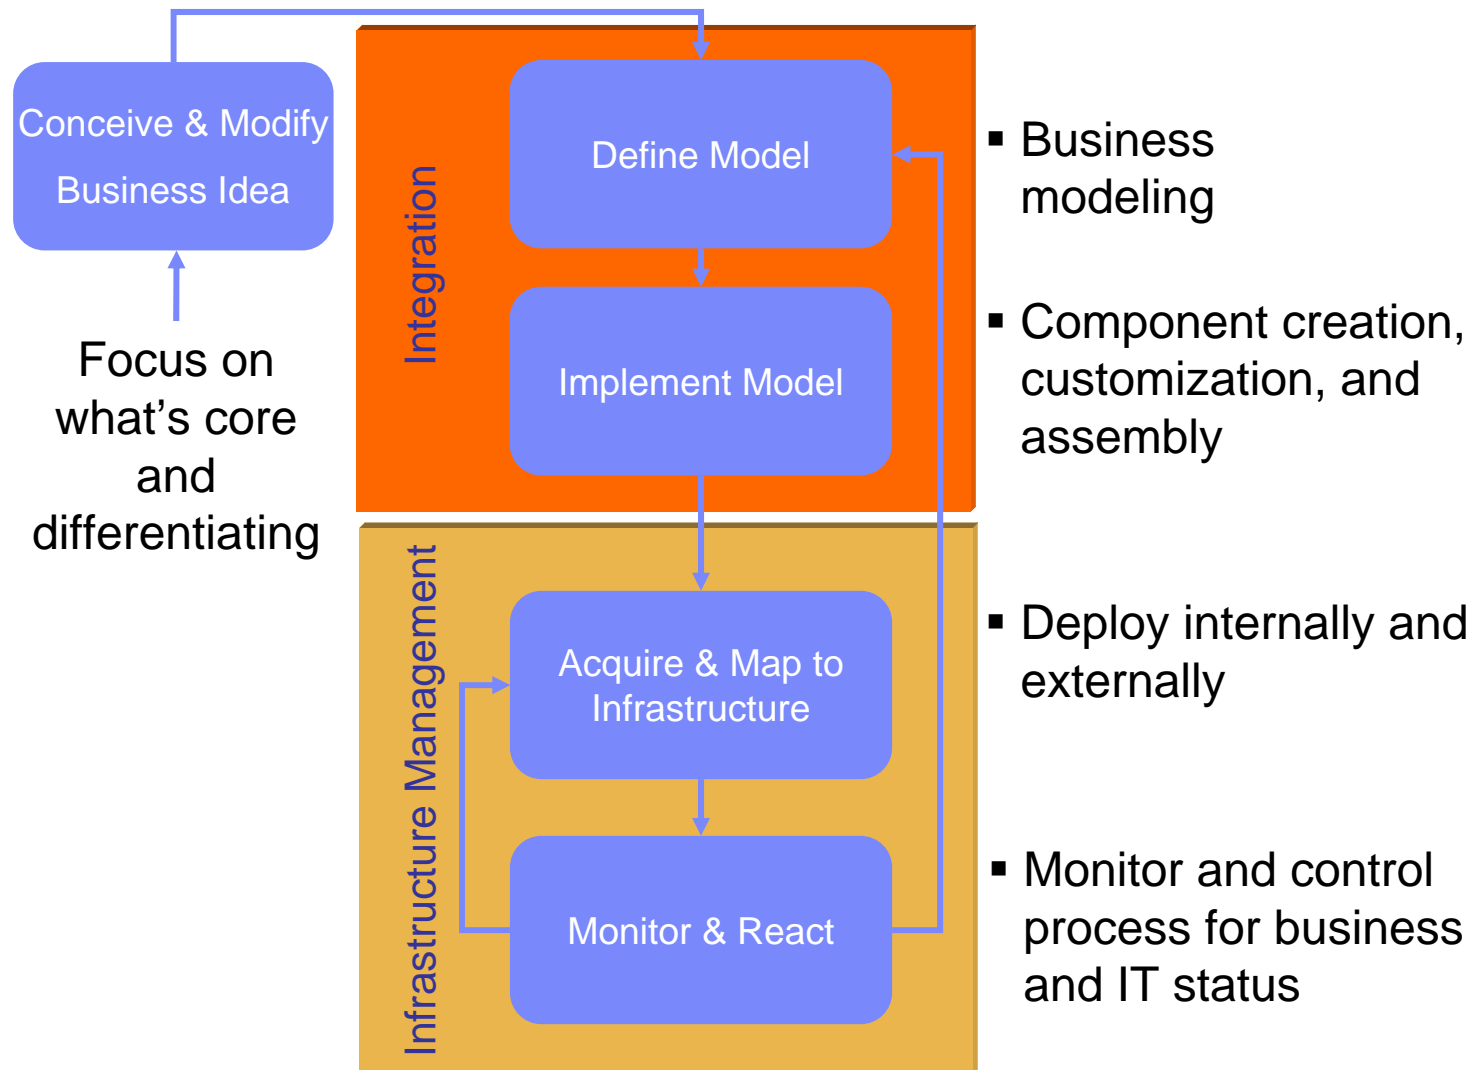 Conceive & Modify
Business Idea
Focus on
what’s core
and
differentiating
Integration
Define Model
Implement Model
Infrastructure Management
Acquire & Map to
Infrastructure
Monitor & React
▪ Business
modeling
▪ Component creation,
customization, and
assembly
▪ Deploy internally and
externally
▪ Monitor and control
process for business
and IT status